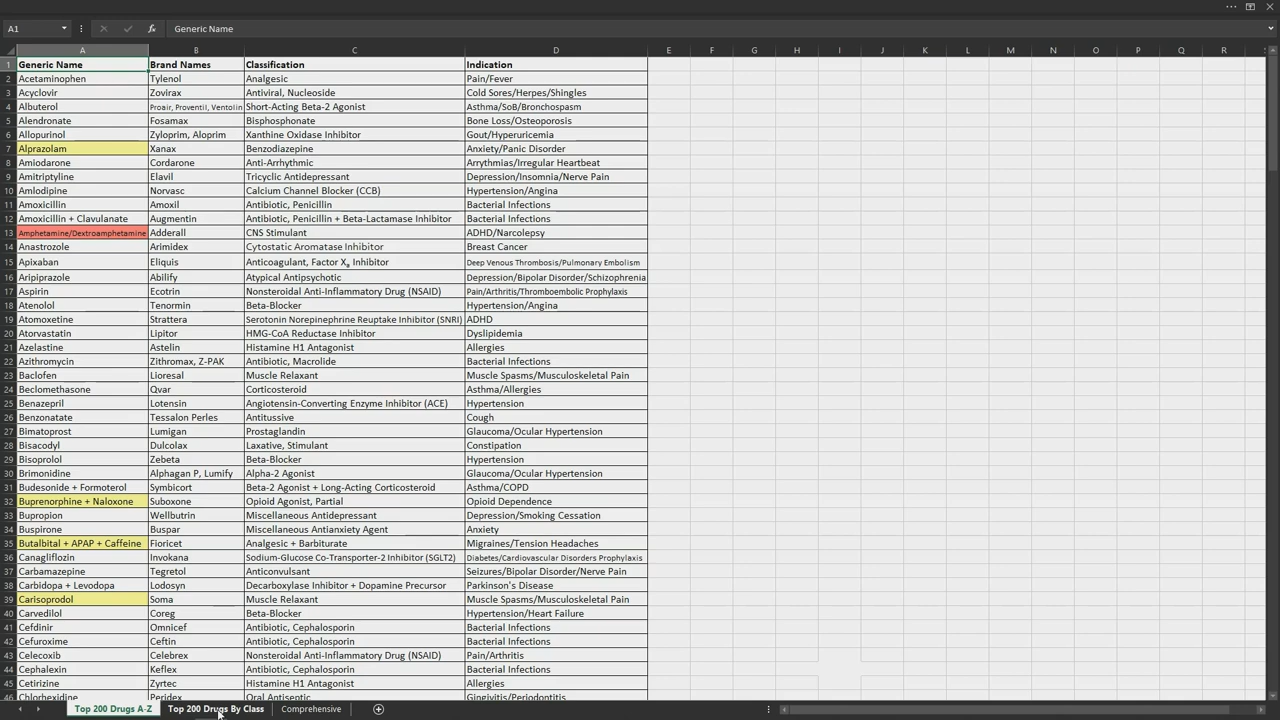 A1 Generic Name
A B C D E F G H I J K L M N O P Q R
1 Generic Name Brand Names Classification Indication
2 Acetaminophen Tylenol Analgesic Pain/Fever
3 Acyclovir Zovirax Antiviral, Nucleoside Cold Sores/Herpes/Shingles
4 Albuterol Proair, Proventil, Ventolin Short-Acting Beta-2 Agonist Asthma/SoB/Bronchospasm
5 Alendronate Fosamax Bisphosphonate Bone Loss/Osteoporosis
6 Allopurinol Zyloprim, Aloprim Xanthine Oxidase Inhibitor Gout/Hyperuricemia
7 Alprazolam Xanax Benzodiazepine Anxiety/Panic Disorder
8 Amiodarone Cordarone Anti-Arrhythmic Arrythmias/Irregular Heartbeat
9 Amitriptyline Elavil Tricyclic Antidepressant Depression/Insomnia/Nerve Pain
10 Amlodipine Norvasc Calcium Channel Blocker (CCB) Hypertension/Angina
11 Amoxicillin Amoxil Antibiotic, Penicillin Bacterial Infections
12 Amoxicillin + Clavulanate Augmentin Antibiotic, Penicillin + Beta-Lactamase Inhibitor Bacterial Infections
13 Amphetamine/Dextroamphetamine Adderall CNS Stimulant ADHD/Narcolepsy
14 Anastrozole Arimidex Cytostatic Aromatase Inhibitor Breast Cancer
15 Apixaban Eliquis Anticoagulant, Factor Xa Inhibitor Deep Venous Thrombosis/Pulmonary Embolism
16 Aripiprazole Abilify Atypical Antipsychotic Depression/Bipolar Disorder/Schizophrenia
17 Aspirin Ecotrin Nonsteroidal Anti-Inflammatory Drug (NSAID) Pain/Arthritis/Thromboembolic Prophylaxis
18 Atenolol Tenormin Beta-Blocker Hypertension/Angina
19 Atomoxetine Strattera Serotonin Norepinephrine Reuptake Inhibitor (SNRI) ADHD
20 Atorvastatin Lipitor HMG-CoA Reductase Inhibitor Dyslipidemia
21 Azelastine Astelin Histamine H1 Antagonist Allergies
22 Azithromycin Zithromax, Z-PAK Antibiotic, Macrolide Bacterial Infections
23 Baclofen Lioresal Muscle Relaxant Muscle Spasms/Musculoskeletal Pain
24 Beclomethasone Qvar Corticosteroid Asthma/Allergies
25 Benazepril Lotensin Angiotensin-Converting Enzyme Inhibitor (ACE) Hypertension
26 Benzonatate Tessalon Perles Antitussive Cough
27 Bimatoprost Lumigan Prostaglandin Glaucoma/Ocular Hypertension
28 Bisacodyl Dulcolax Laxative, Stimulant Constipation
29 Bisoprolol Zebeta Beta-Blocker Hypertension
30 Brimonidine Alphagan P, Lumify Alpha-2 Agonist Glaucoma/Ocular Hypertension
31 Budesonide + Formoterol Symbicort Beta-2 Agonist + Long-Acting Corticosteroid Asthma/COPD
32 Buprenorphine + Naloxone Suboxone Opioid Agonist, Partial Opioid Dependence
33 Bupropion Wellbutrin Miscellaneous Antidepressant Depression/Smoking Cessation
34 Buspirone Buspar Miscellaneous Antianxiety Agent Anxiety
35 Butalbital + APAP + Caffeine Fioricet Analgesic + Barbiturate Migraines/Tension Headaches
36 Canagliflozin Invokana Sodium-Glucose Co-Transporter-2 Inhibitor (SGLT2) Diabetes/Cardiovascular Disorders Prophylaxis
37 Carbamazepine Tegretol Anticonvulsant Seizures/Bipolar Disorder/Nerve Pain
38 Carbidopa + Levodopa Lodosyn Decarboxylase Inhibitor + Dopamine Precursor Parkinson's Disease
39 Carisoprodol Soma Muscle Relaxant Muscle Spasms/Musculoskeletal Pain
40 Carvedilol Coreg Beta-Blocker Hypertension/Heart Failure
41 Cefdinir Omnicef Antibiotic, Cephalosporin Bacterial Infections
42 Cefuroxime Ceftin Antibiotic, Cephalosporin Bacterial Infections
43 Celecoxib Celebrex Nonsteroidal Anti-Inflammatory Drug (NSAID) Pain/Arthritis
44 Cephalexin Keflex Antibiotic, Cephalosporin Bacterial Infections
45 Cetirizine Zyrtec Histamine H1 Antagonist Allergies
46 Chlorhexidine Peridex Oral Antiseptic Gingivitis/Periodontitis
Top 200 Drugs A-Z Top 200 Drugs By Class Comprehensive